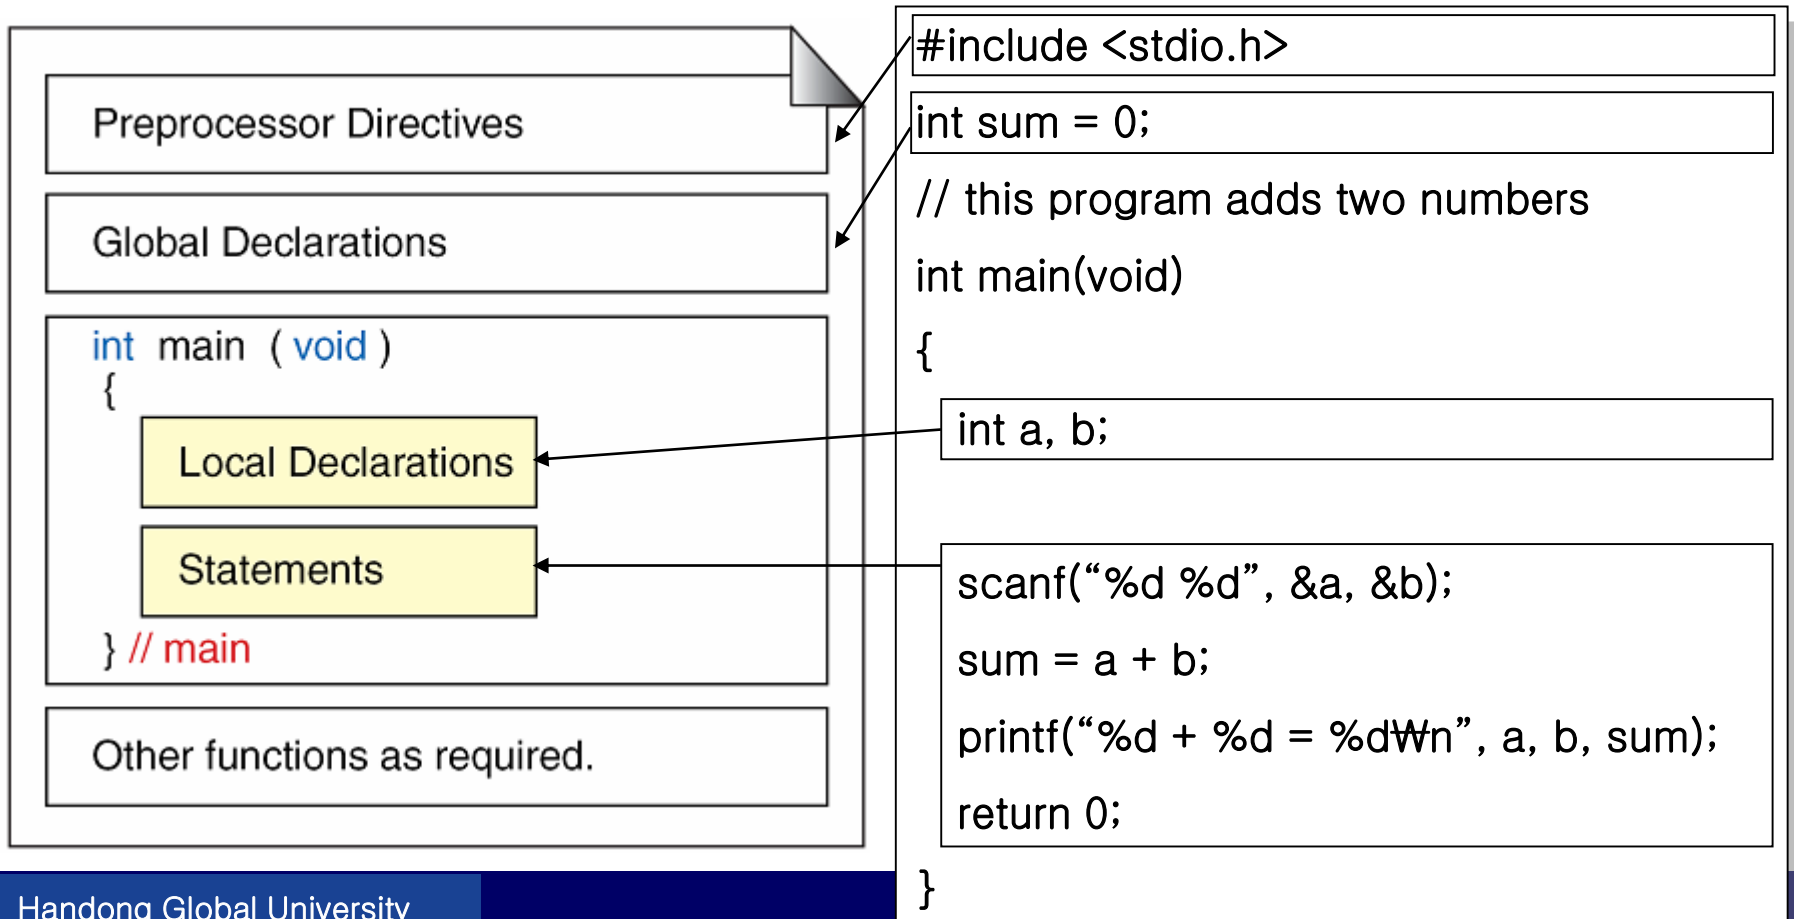 Preprocessor Directives
Global Declarations
int main ( void )
{
Local Declarations
Statements
} // main
Other functions as required.
#include <stdio.h>
int sum = 0;
// this program adds two numbers
int main(void)
{
int a, b;
scanf(“%d %d”, &a, &b);
sum = a + b;
printf(“%d + %d = %d₩n”, a, b, sum);
return 0;
}
Handong Global University